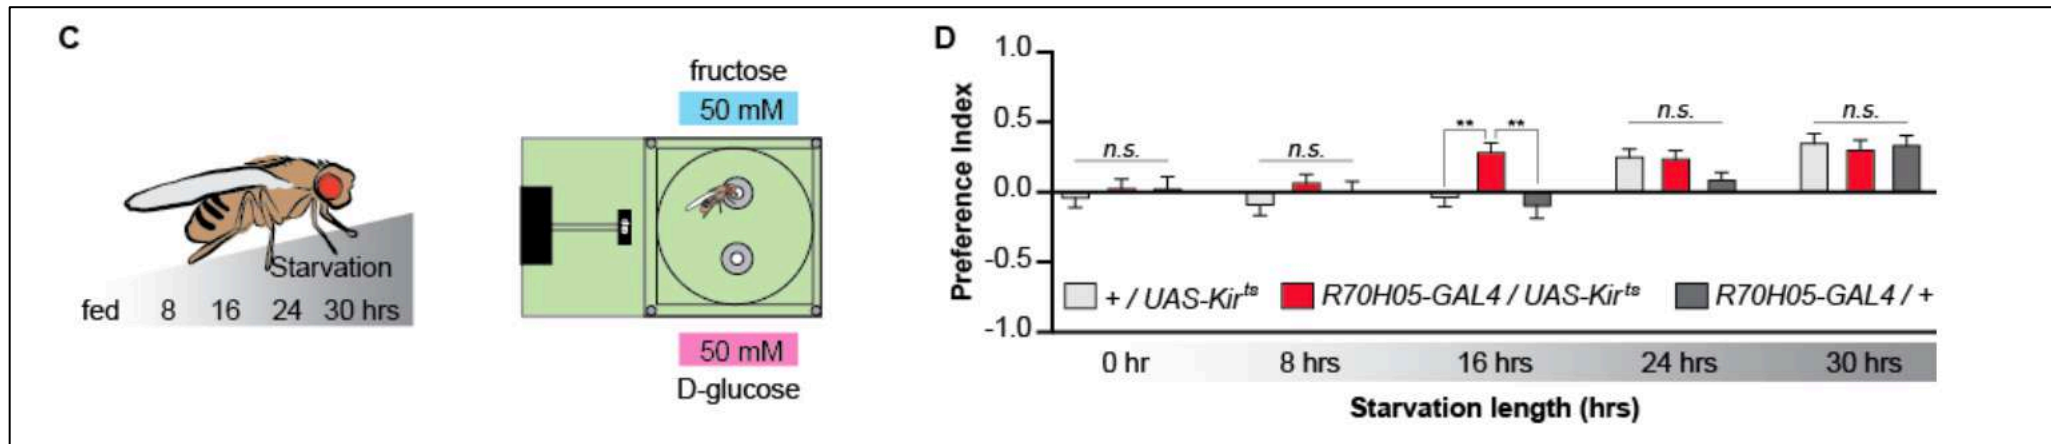 C
Starvation
fed 8 16 24 30 hrs
fructose
50 mM
50 mM
D-glucose
D
1.0
0.5
0.0
-0.5
-1.0
Preference Index
n.s.
n.s.
** **
n.s.
n.s.
+ / UAS-Kirᵗˢ R70H05-GAL4 / UAS-Kirᵗˢ R70H05-GAL4 / +
0 hr 8 hrs 16 hrs 24 hrs 30 hrs
Starvation length (hrs)